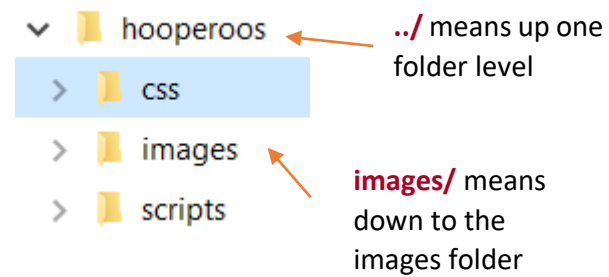 hooperoos
css
images
scripts
../ means up one
folder level
images/ means
down to the
images folder